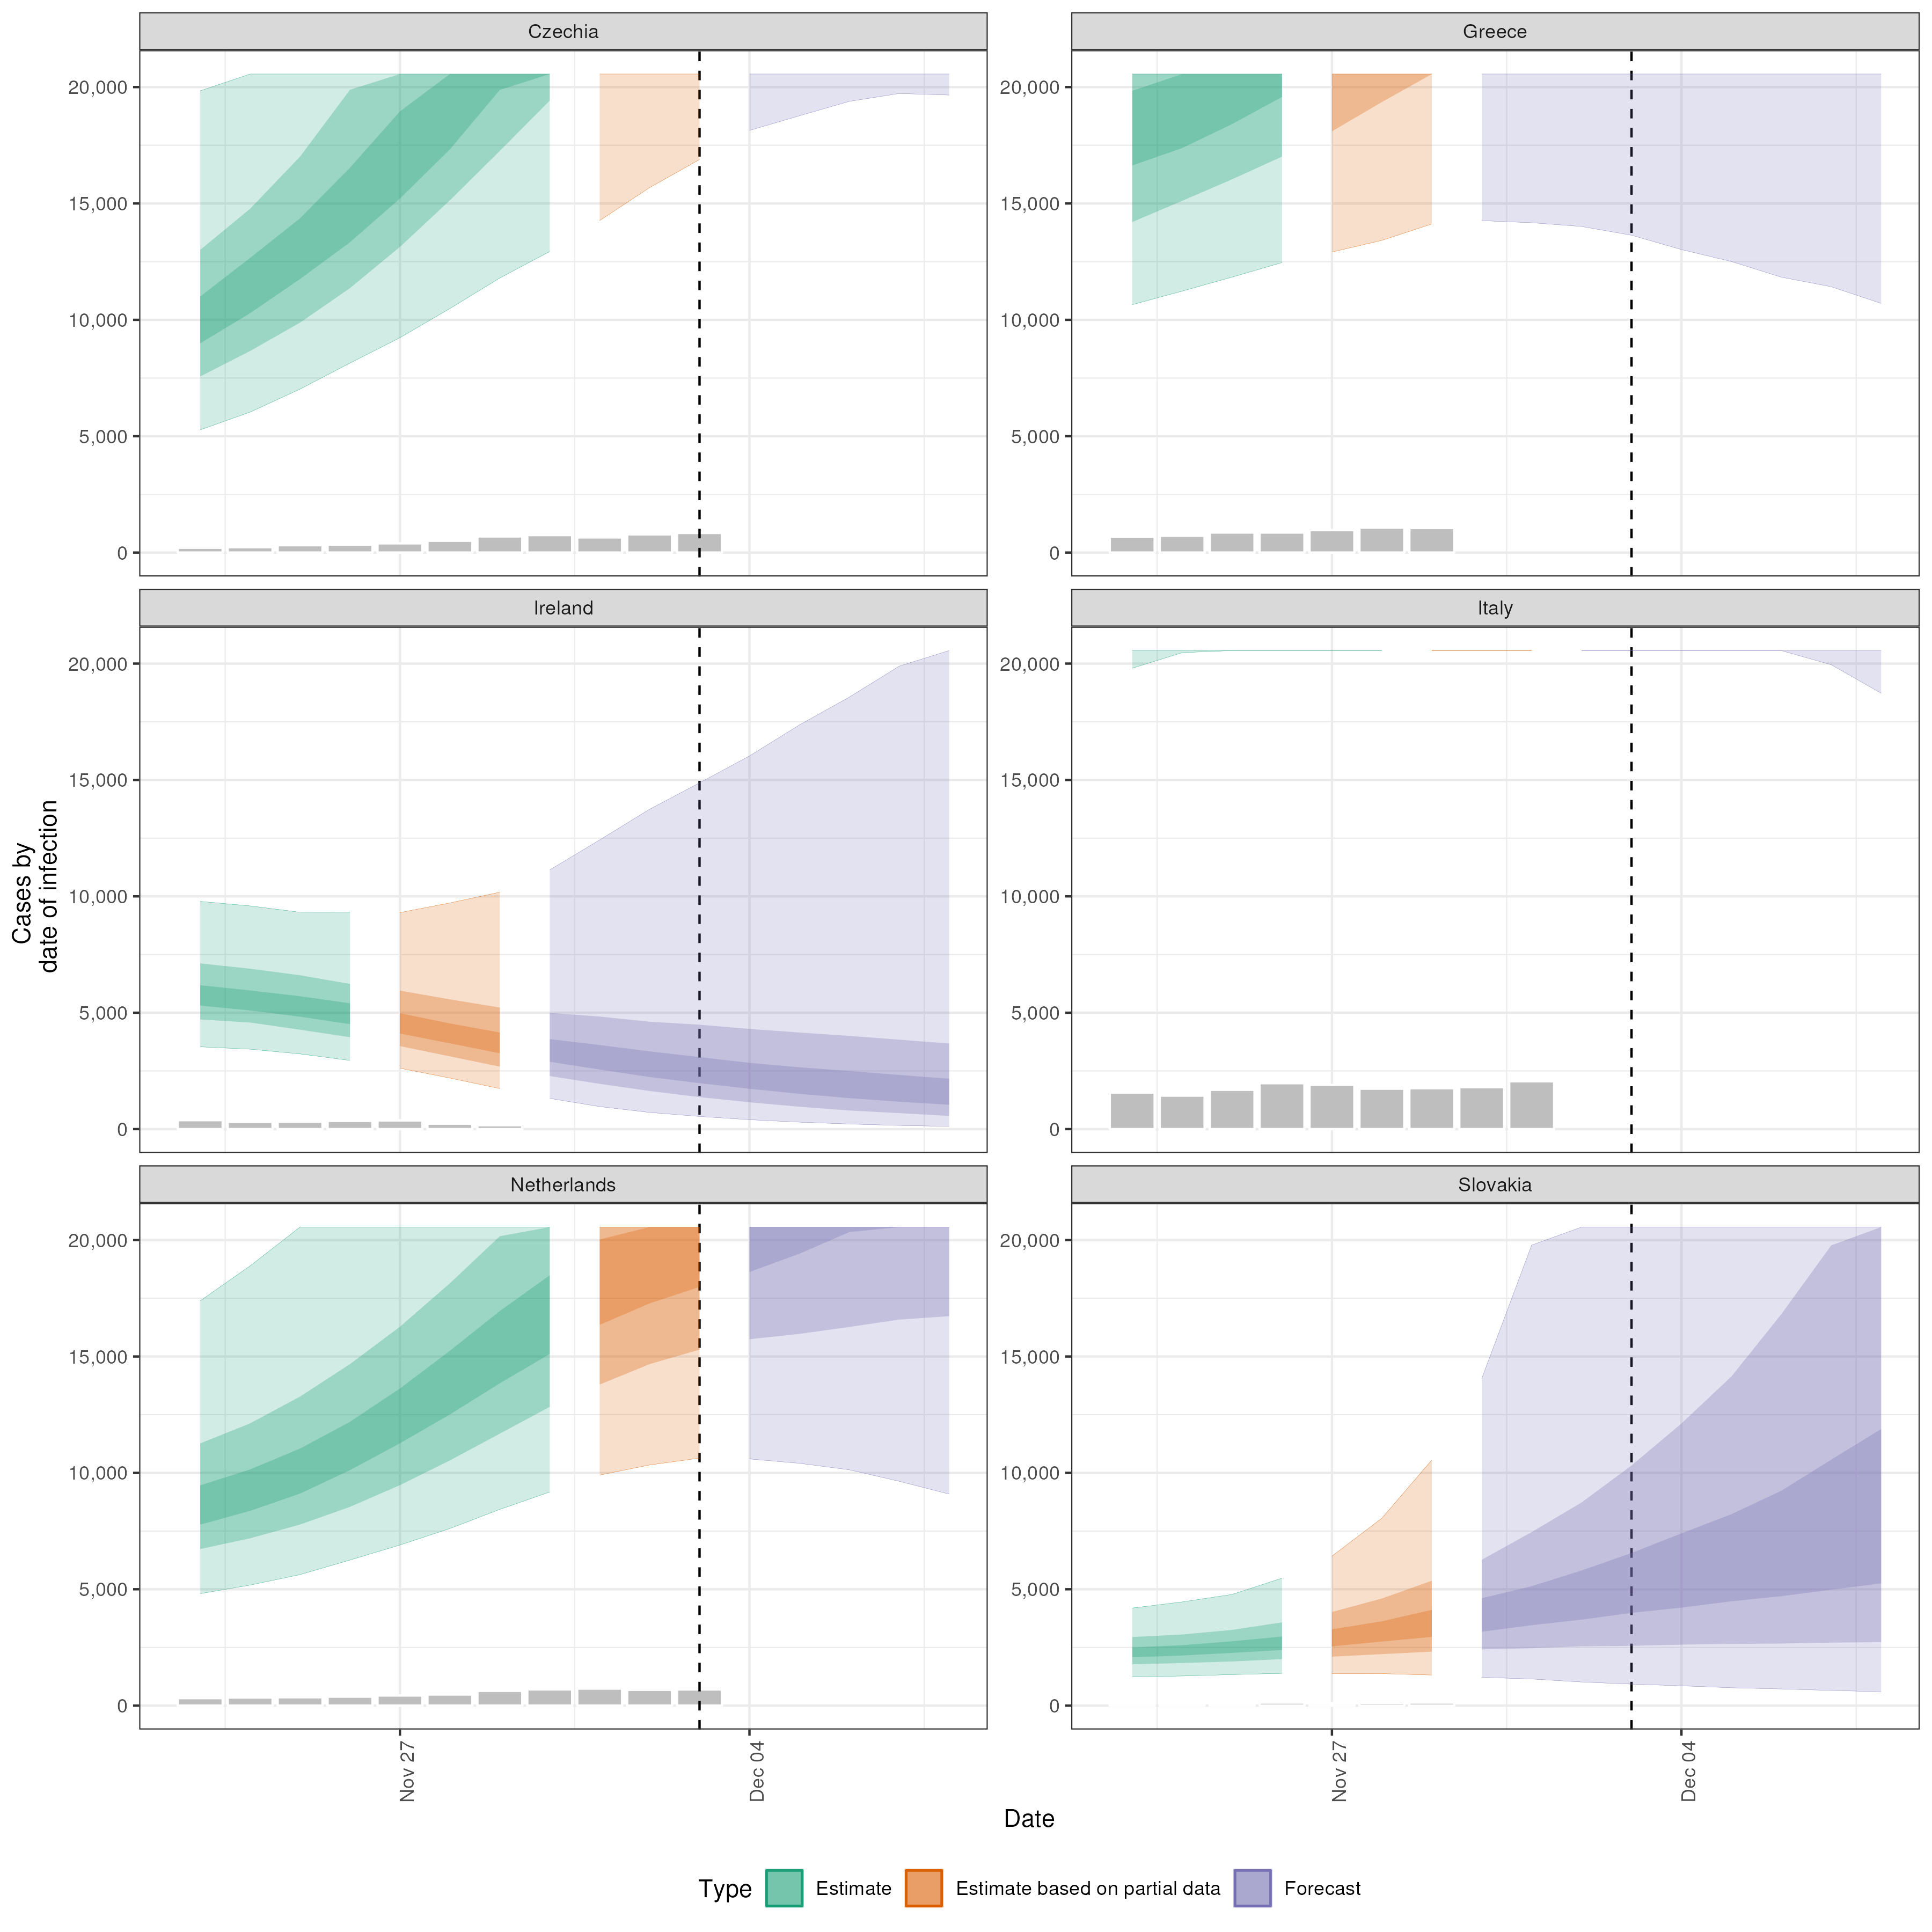 Czechia
Greece
20,000
15,000
10,000
5,000
0
20,000
15,000
10,000
5,000
0
Ireland
Italy
20,000
15,000
10,000
5,000
0
20,000
15,000
10,000
5,000
0
Cases by
date of infection
Netherlands
Slovakia
20,000
15,000
10,000
5,000
0
20,000
15,000
10,000
5,000
0
Nov 27
Dec 04
Nov 27
Dec 04
Date
Type
Estimate
Estimate based on partial data
Forecast